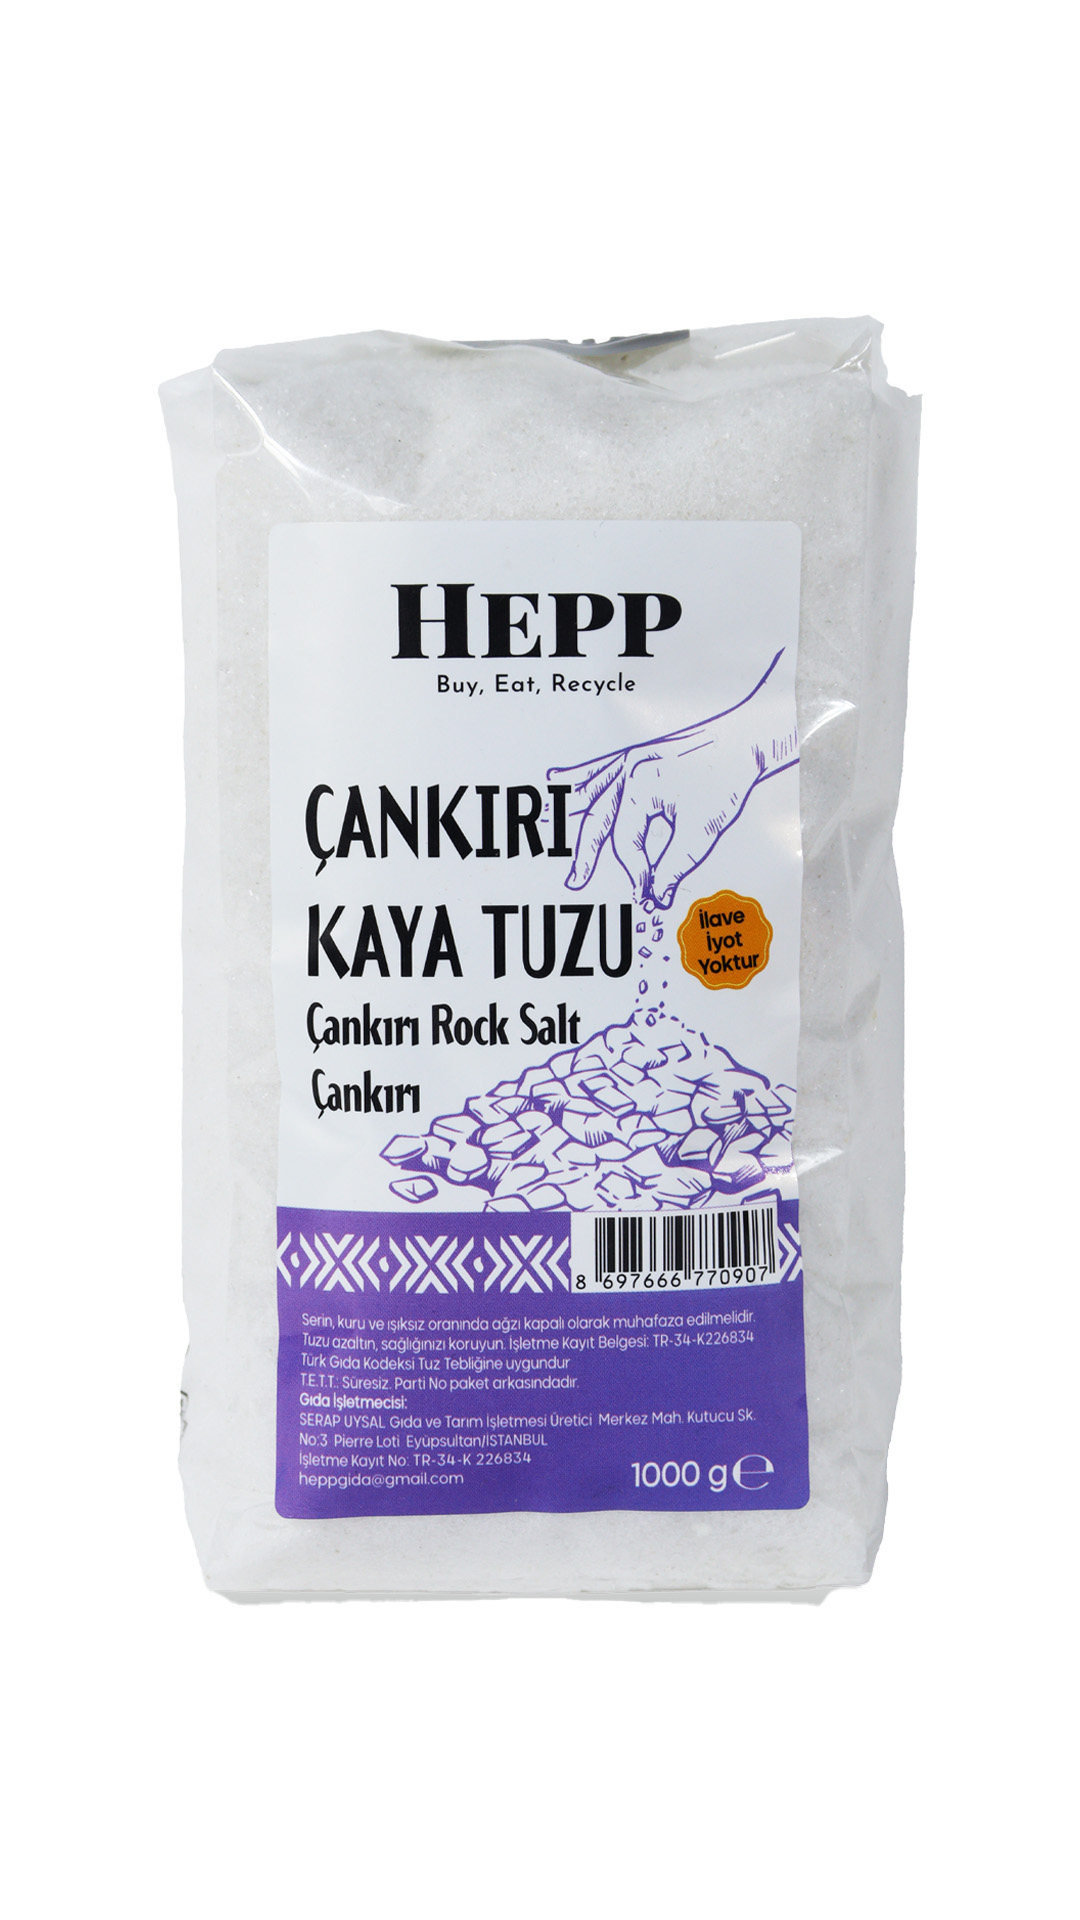 HEPP
Buy, Eat, Recycle
ÇANKIRI
KAYA TUZU
İlave
İyot
Yoktur
Çankırı Rock Salt
Çankırı
8 697666 770907
Serin, kuru ve ışıksız oranında ağzı kapalı olarak muhafaza edilmelidir.
Tuzu azaltın, sağlığınızı koruyun. İşletme Kayıt Belgesi: TR-34-K226834
Türk Gıda Kodeksi Tuz Tebliğine uygundur
T.E.T.T.: Süresiz. Parti No paket arkasındadır.
Gıda İşletmecisi:
SERAP UYSAL Gıda ve Tarım İşletmesi Üretici Merkez Mah. Kutucu Sk.
No:3 Pierre Loti Eyüpsultan/İSTANBUL
İşletme Kayıt No: TR-34-K 226834
heppgida@gmail.com
1000 g ℮